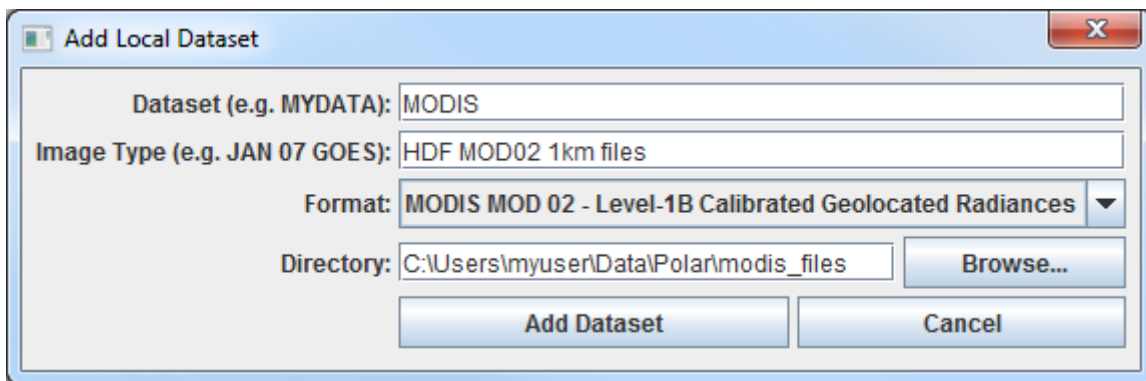 Add Local Dataset
Dataset (e.g. MYDATA): MODIS
Image Type (e.g. JAN 07 GOES): HDF MOD02 1km files
Format: MODIS MOD 02 - Level-1B Calibrated Geolocated Radiances
Directory: C:\Users\myuser\Data\Polar\modis_files Browse...
Add Dataset Cancel